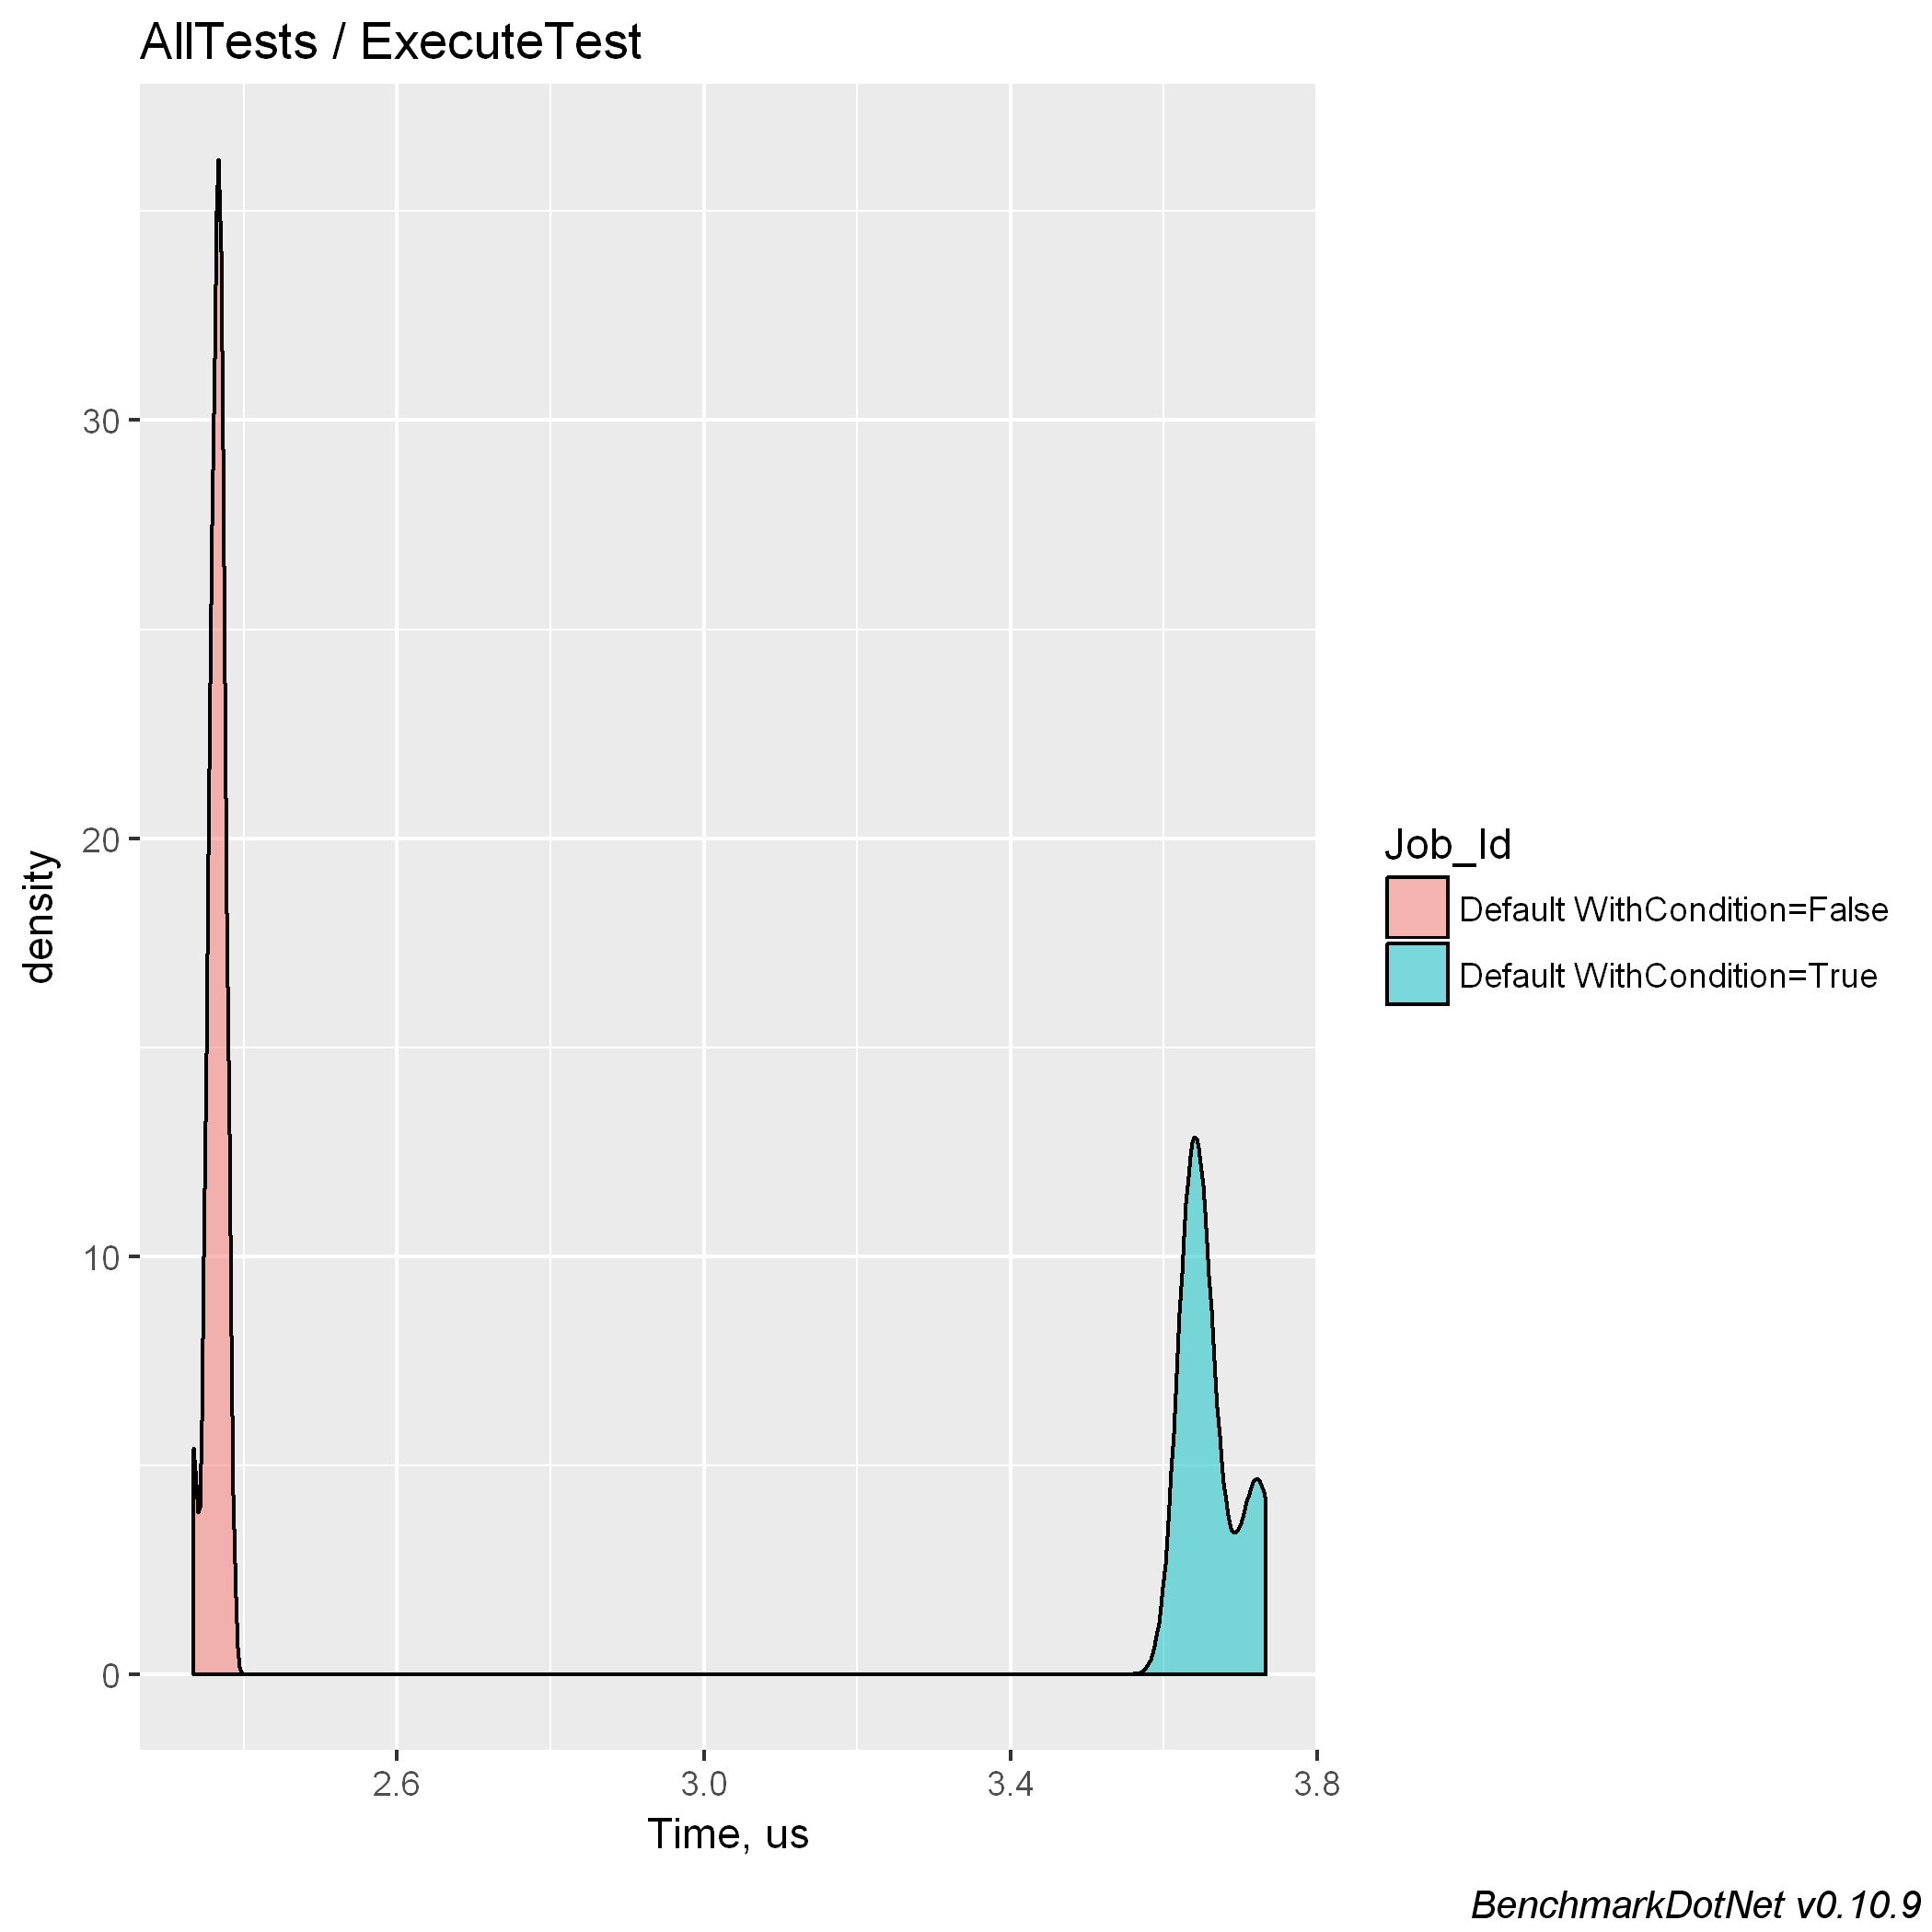 AllTests / ExecuteTest
density
30
20
10
0
2.6
3.0
3.4
3.8
Time, us
Job_Id
Default WithCondition=False
Default WithCondition=True
BenchmarkDotNet v0.10.9